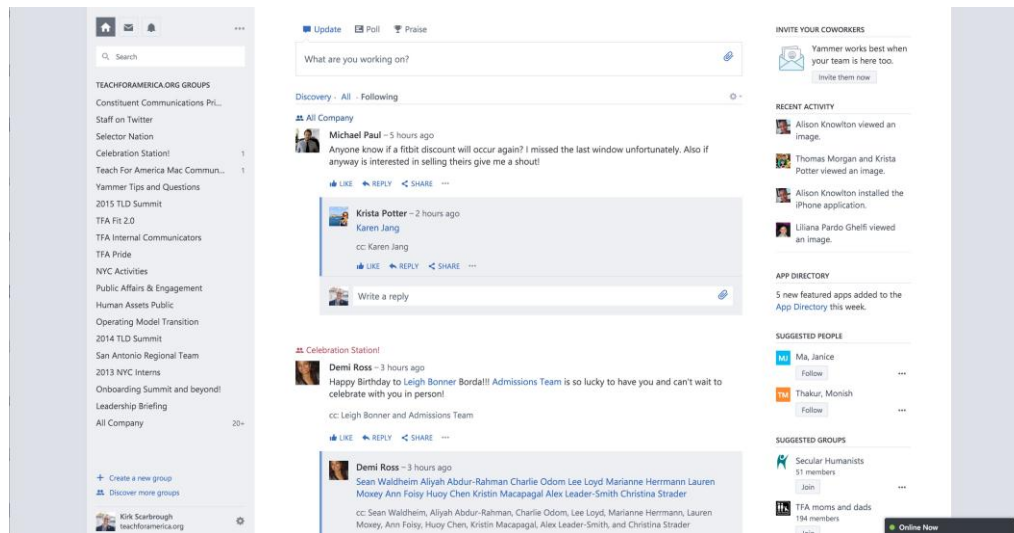 Search
TEACHFORAMERICA.ORG GROUPS
Constituent Communications Pri...
Staff on Twitter
Selector Nation
Celebration Station! 1
Teach For America Mac Commun... 1
Yammer Tips and Questions
2015 TLD Summit
TFA Fit 2.0
TFA Internal Communicators
TFA Pride
NYC Activities
Public Affairs & Engagement
Human Assets Public
Operating Model Transition
2014 TLD Summit
San Antonio Regional Team
2013 NYC Interns
Onboarding Summit and beyond!
Leadership Briefing
All Company 20+
+ Create a new group
Discover more groups
Kirk Scarbrough
teachforamerica.org
Update Poll Praise
What are you working on?
Discovery - All - Following
All Company
Michael Paul – 5 hours ago
Anyone know if a fitbit discount will occur again? I missed the last window unfortunately. Also if
anyway is interested in selling theirs give me a shout!
LIKE REPLY SHARE ...
Krista Potter – 2 hours ago
Karen Jang
cc: Karen Jang
LIKE REPLY SHARE ...
Write a reply
Celebration Station!
Demi Ross – 3 hours ago
Happy Birthday to Leigh Bonner Borda!!! Admissions Team is so lucky to have you and can't wait to
celebrate with you in person!
cc: Leigh Bonner and Admissions Team
LIKE REPLY SHARE ...
Demi Ross – 3 hours ago
Sean Waldheim Aliyah Abdur-Rahman Charlie Odom Lee Loyd Marianne Herrmann Lauren
Moxey Ann Foisy Huoy Chen Kristin Macapagal Alex Leader-Smith Christina Strader
cc: Sean Waldheim, Aliyah Abdur-Rahman, Charlie Odom, Lee Loyd, Marianne Herrmann, Lauren
Moxey, Ann Foisy, Huoy Chen, Kristin Macapagal, Alex Leader-Smith, and Christina Strader
INVITE YOUR COWORKERS
Yammer works best when
your team is here too.
Invite them now
RECENT ACTIVITY
Alison Knowlton viewed an
image.
Thomas Morgan and Krista
Potter viewed an image.
Alison Knowlton installed the
iPhone application.
Liliana Pardo Ghelfi viewed
an image.
APP DIRECTORY
5 new featured apps added to the
App Directory this week.
SUGGESTED PEOPLE
MJ Ma, Janice
Follow ...
TM Thakur, Monish
Follow ...
SUGGESTED GROUPS
Secular Humanists
51 members
Join ...
TFA moms and dads
194 members
Join
Online Now